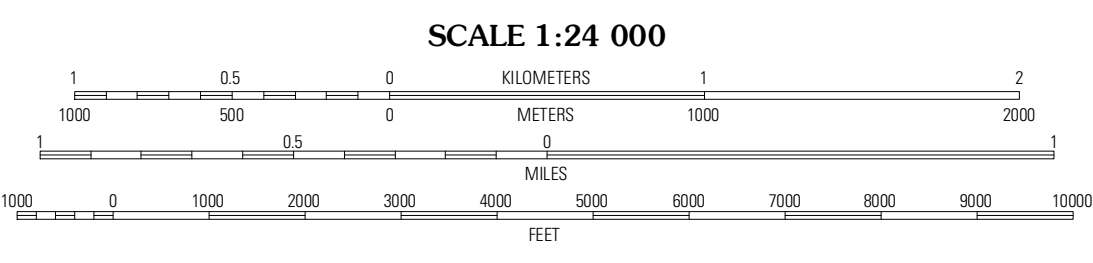 SCALE 1:24 000
1 0.5 0 KILOMETERS 1 2
1000 500 0 METERS 1000 2000
1 0.5 0 1
MILES
1000 0 1000 2000 3000 4000 5000 6000 7000 8000 9000 10000
FEET